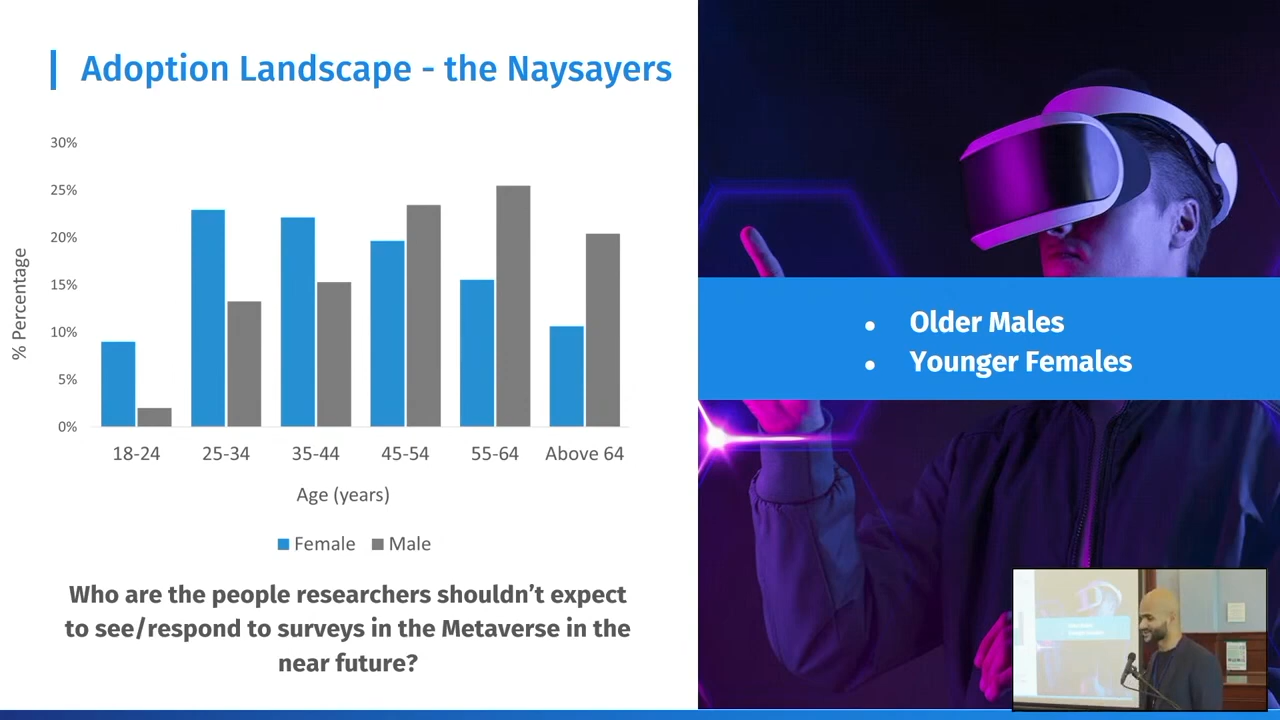 Adoption Landscape - the Naysayers
30%
25%
20%
15%
10%
5%
0%
% Percentage
18-24 25-34 35-44 45-54 55-64 Above 64
Age (years)
Female Male
Who are the people researchers shouldn’t expect
to see/respond to surveys in the Metaverse in the
near future?
• Older Males
• Younger Females